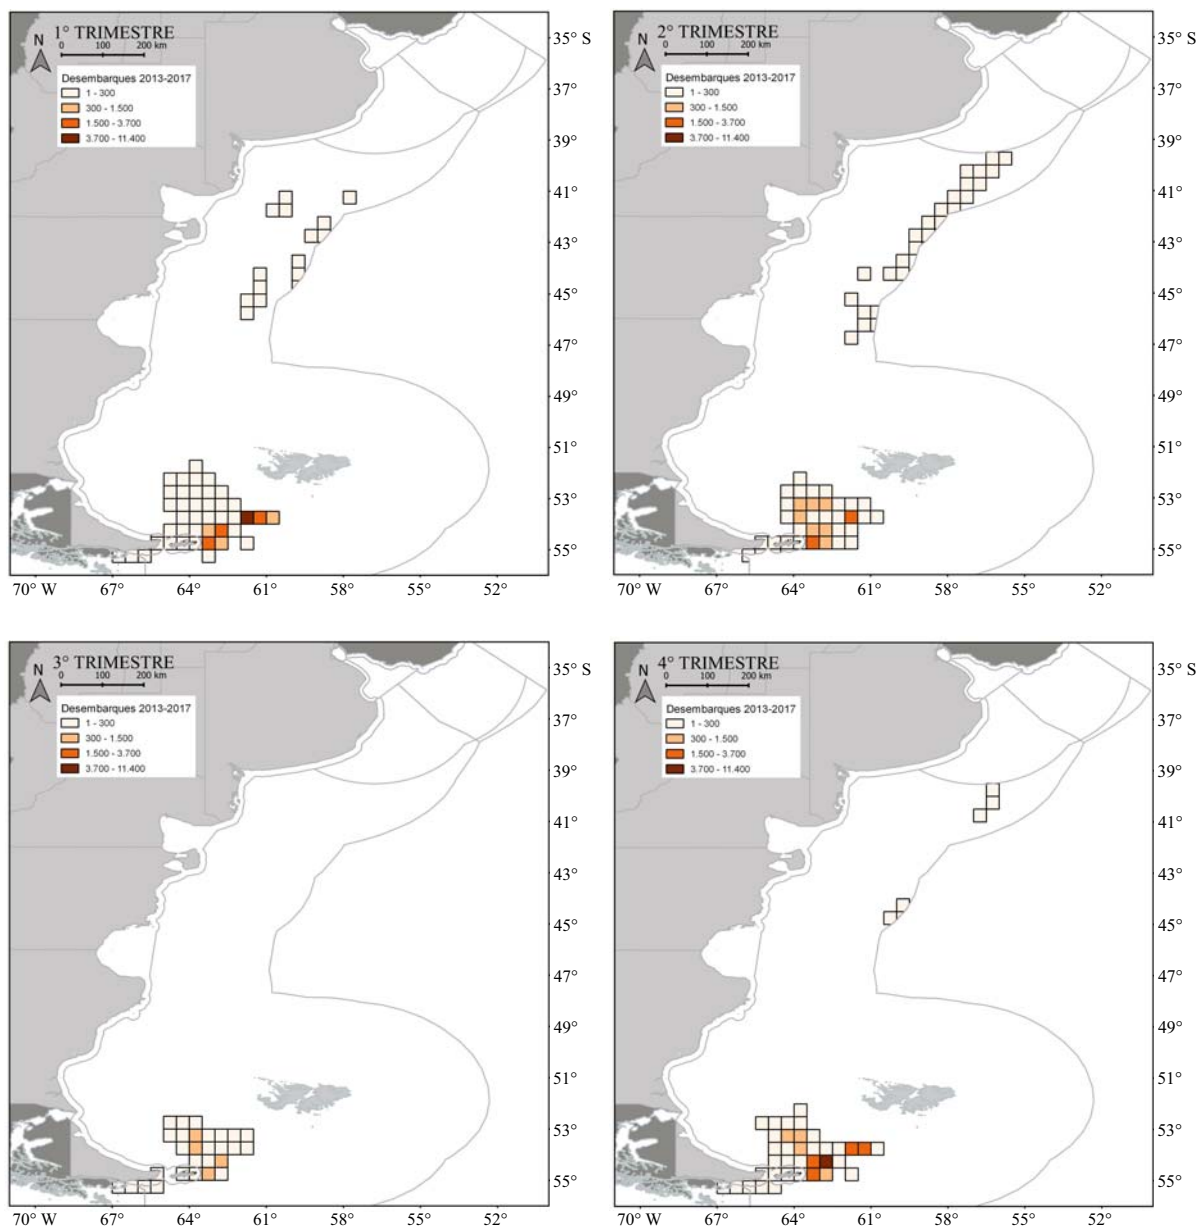 1° TRIMESTRE
N
0 100 200 km
Desembarques 2013-2017
1 - 300
300 - 1.500
1.500 - 3.700
3.700 - 11.400
35° S
37°
39°
41°
43°
45°
47°
49°
51°
53°
55°
70° W 67° 64° 61° 58° 55° 52°
2° TRIMESTRE
N
0 100 200 km
Desembarques 2013-2017
1 - 300
300 - 1.500
1.500 - 3.700
3.700 - 11.400
35° S
37°
39°
41°
43°
45°
47°
49°
51°
53°
55°
70° W 67° 64° 61° 58° 55° 52°
3° TRIMESTRE
N
0 100 200 km
Desembarques 2013-2017
1 - 300
300 - 1.500
1.500 - 3.700
3.700 - 11.400
35° S
37°
39°
41°
43°
45°
47°
49°
51°
53°
55°
70° W 67° 64° 61° 58° 55° 52°
4° TRIMESTRE
N
0 100 200 km
Desembarques 2013-2017
1 - 300
300 - 1.500
1.500 - 3.700
3.700 - 11.400
35° S
37°
39°
41°
43°
45°
47°
49°
51°
53°
55°
70° W 67° 64° 61° 58° 55° 52°